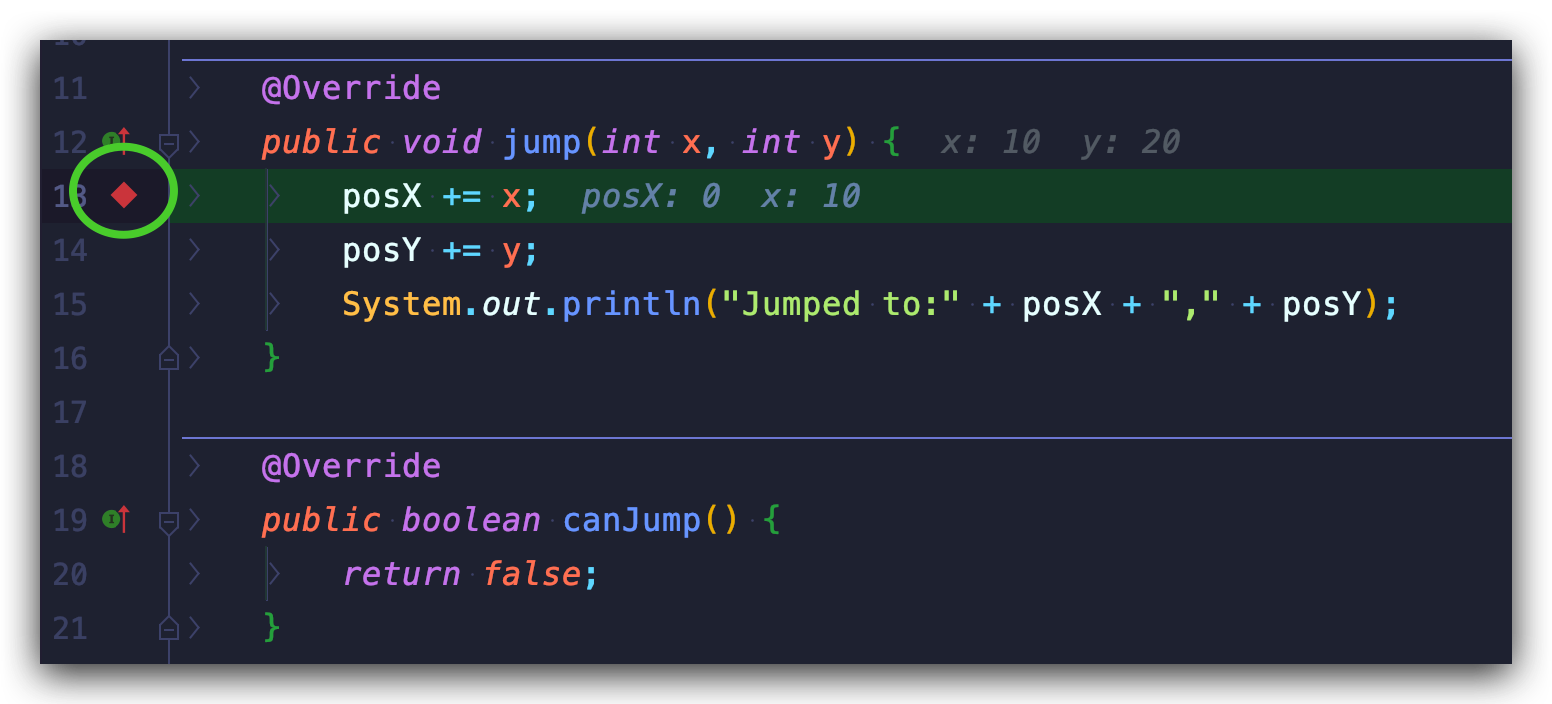 11 @Override
12 public void jump(int x, int y) { x: 10 y: 20
13 posX += x; posX: 0 x: 10
14 posY += y;
15 System.out.println("Jumped to:" + posX + "," + posY);
16 }
17
18 @Override
19 public boolean canJump() {
20 return false;
21 }